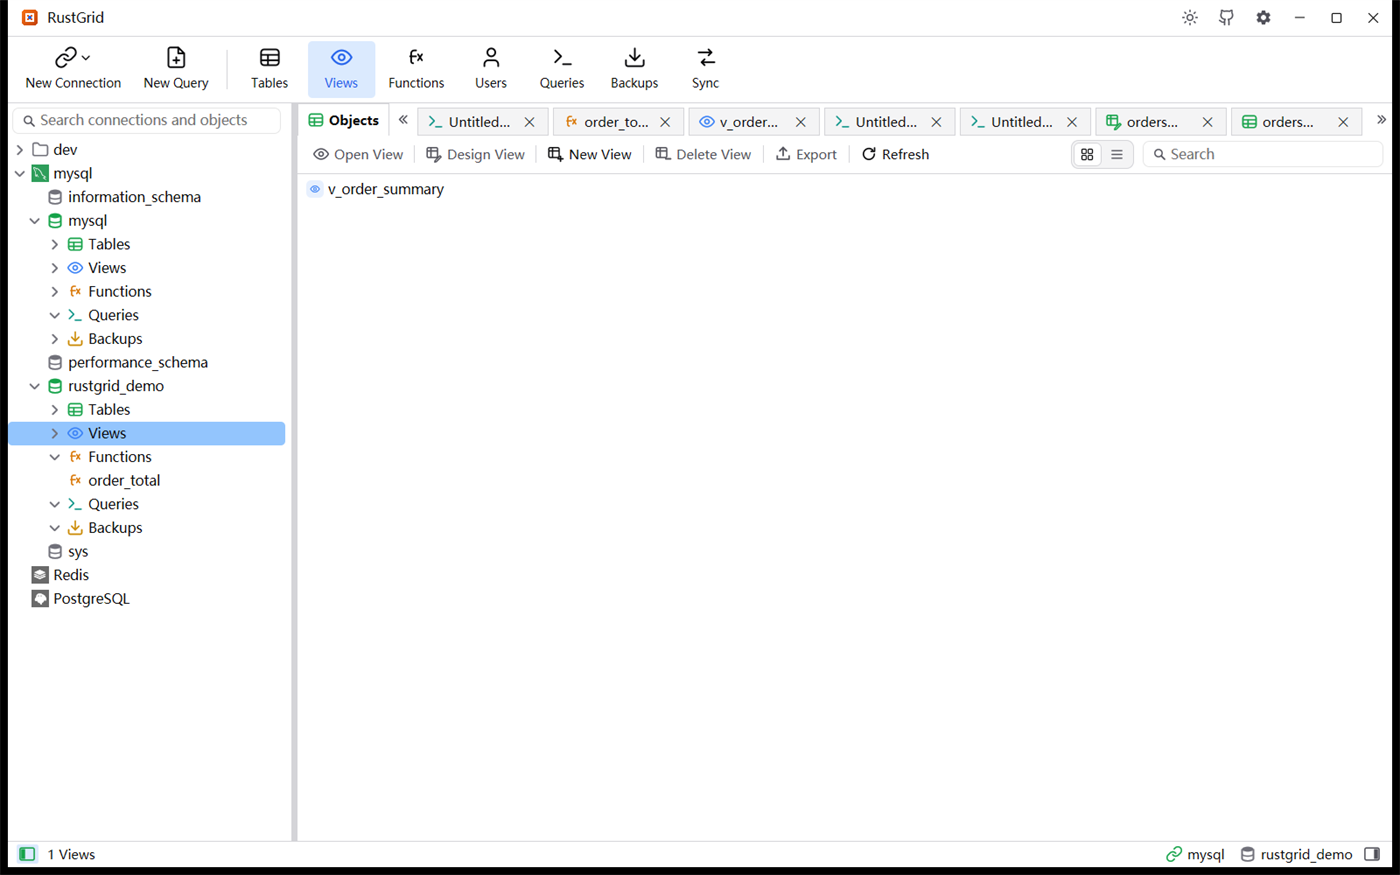 RustGrid
New Connection
New Query
Tables
Views
Functions
Users
Queries
Backups
Sync
Search connections and objects
dev
mysql
information_schema
mysql
Tables
Views
Functions
Queries
Backups
performance_schema
rustgrid_demo
Tables
Views
Functions
order_total
Queries
Backups
sys
Redis
PostgreSQL
Objects
Untitled...
order_to...
v_order...
Untitled...
Untitled...
orders...
orders...
Open View
Design View
New View
Delete View
Export
Refresh
Search
v_order_summary
1 Views
mysql
rustgrid_demo